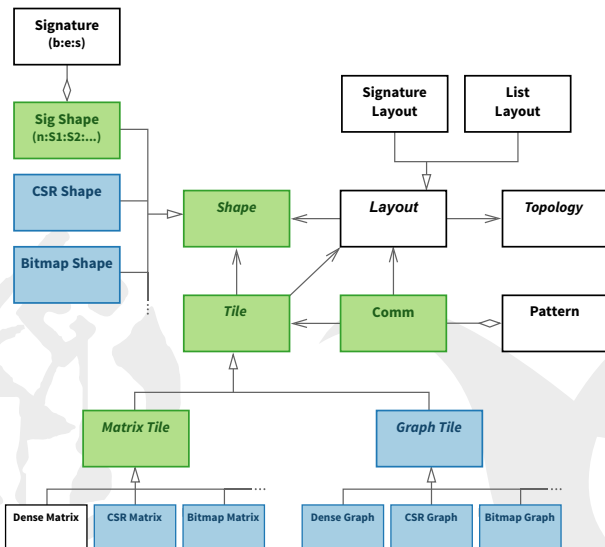 Signature
(b:e:s)
Signature
Layout
List
Layout
Sig Shape
(n:S1:S2:...)
CSR Shape
Shape
Layout
Topology
Bitmap Shape
Tile
Comm
Pattern
Matrix Tile
Graph Tile
Dense Matrix
CSR Matrix
Bitmap Matrix
Dense Graph
CSR Graph
Bitmap Graph